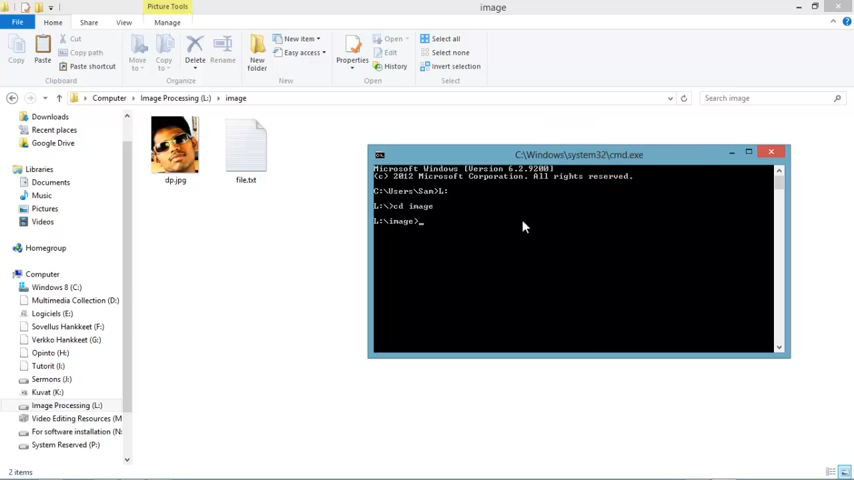 Picture Tools
image
File
Home
Share
View
Manage
Copy
Paste
Cut
Copy path
Paste shortcut
Clipboard
Move to
Copy to
Delete
Rename
Organize
New folder
New item
Easy access
New
Properties
Open
Edit
History
Open
Select all
Select none
Invert selection
Select
Computer
Image Processing (L:)
image
Search image
Downloads
Recent places
Google Drive
Libraries
Documents
Music
Pictures
Videos
Homegroup
Computer
Windows 8 (C:)
Multimedia Collection (D:)
Logiciels (E:)
Sovellus Hankkeet (F:)
Verkko Hankkeet (G:)
Opinto (H:)
Tutorit (I:)
Sermons (J:)
Kuvat (K:)
Image Processing (L:)
Video Editing Resources (M
For software installation (N:
System Reserved (P:)
dp.jpg
file.txt
C:\Windows\system32\cmd.exe
Microsoft Windows [Version 6.2.9200]
(c) 2012 Microsoft Corporation. All rights reserved.
C:\Users\Sam>L:
L:\>cd image
L:\image>_
2 items